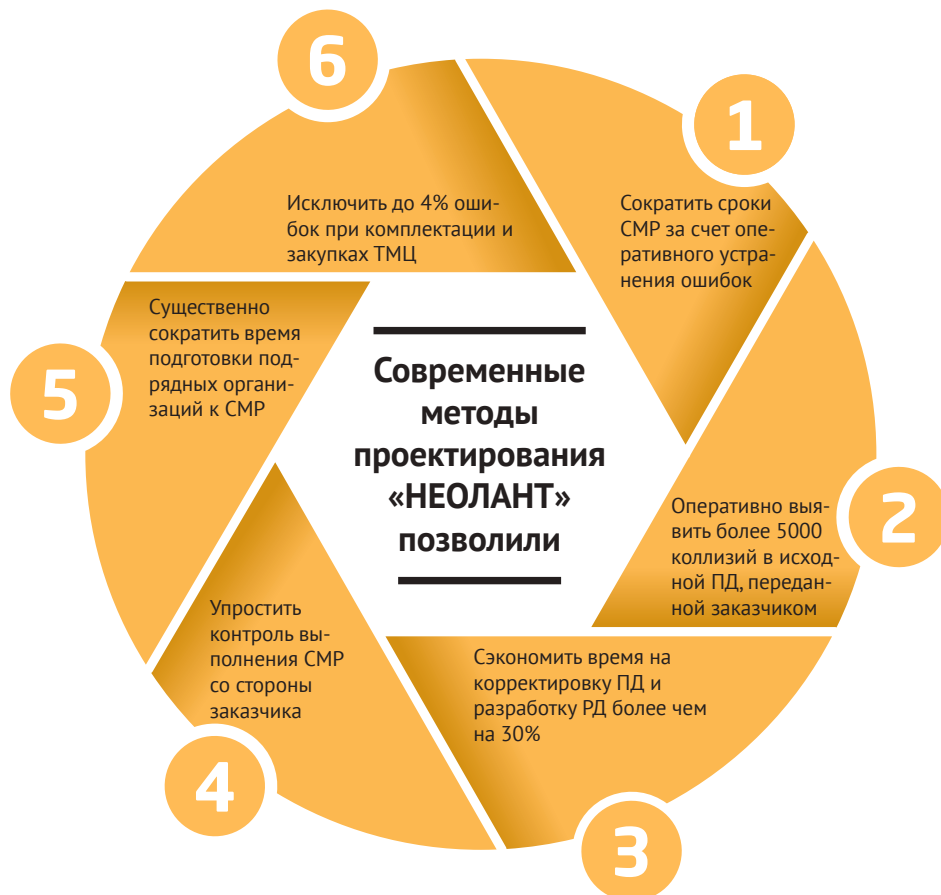 Современные
методы
проектирования
«НЕОЛАНТ»
позволили
1
Сократить сроки
СМР за счет опе-
ративного устра-
нения ошибок
2
Оперативно выя-
вить более 5000
коллизий в исход-
ной ПД, передан-
ной заказчиком
3
Сэкономить время на
корректировку ПД и
разработку РД более чем
на 30%
4
Упростить
контроль вы-
полнения СМР
со стороны
заказчика
5
Существенно
сократить время
подготовки под-
рядных органи-
заций к СМР
6
Исключить до 4% оши-
бок при комплектации и
закупках ТМЦ